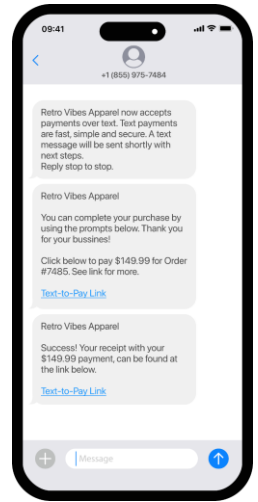 09:41
+1 (855) 975-7484
Retro Vibes Apparel now accepts
payments over text. Text payments
are fast, simple and secure. A text
message will be sent shortly with
next steps.
Reply stop to stop.
Retro Vibes Apparel
You can complete your purchase by
using the prompts below. Thank you
for your bussines!
Click below to pay $149.99 for Order
#7485. See link for more.
Text-to-Pay Link
Retro Vibes Apparel
Success! Your receipt with your
$149.99 payment, can be found at
the link below.
Text-to-Pay Link
Message